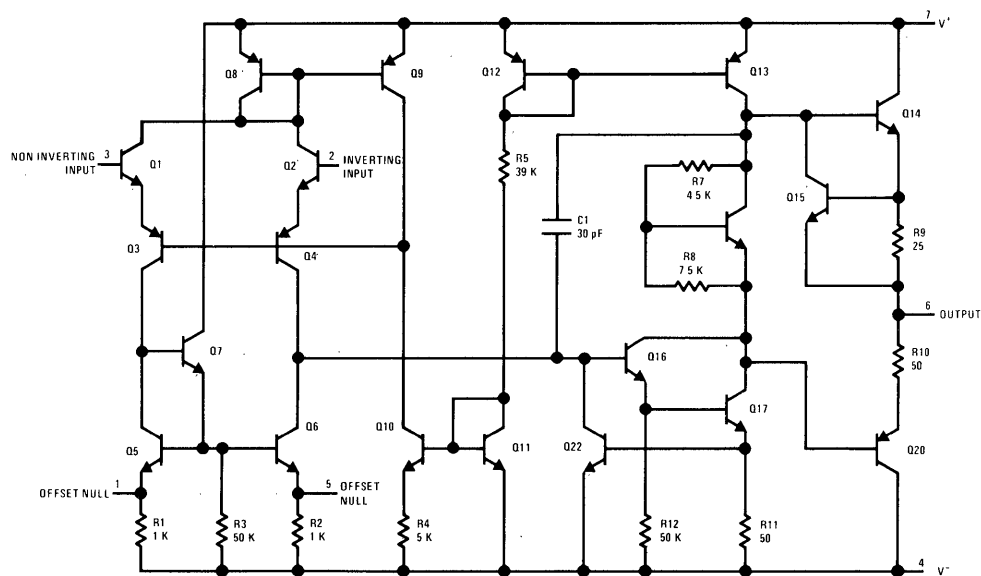 7 V+
Q8
Q9
Q12
Q13
Q14
NON INVERTING
INPUT
3
Q1
Q2
2
INVERTING
INPUT
R5
39 K
R7
4 5 K
Q15
C1
30 pF
R9
25
Q3
Q4
R8
7 5 K
6
OUTPUT
Q7
Q16
R10
50
Q5
Q6
Q10
Q11
Q22
Q17
Q20
OFFSET NULL
1
5
OFFSET
NULL
R1
1 K
R3
50 K
R2
1 K
R4
5 K
R12
50 K
R11
50
4
V-